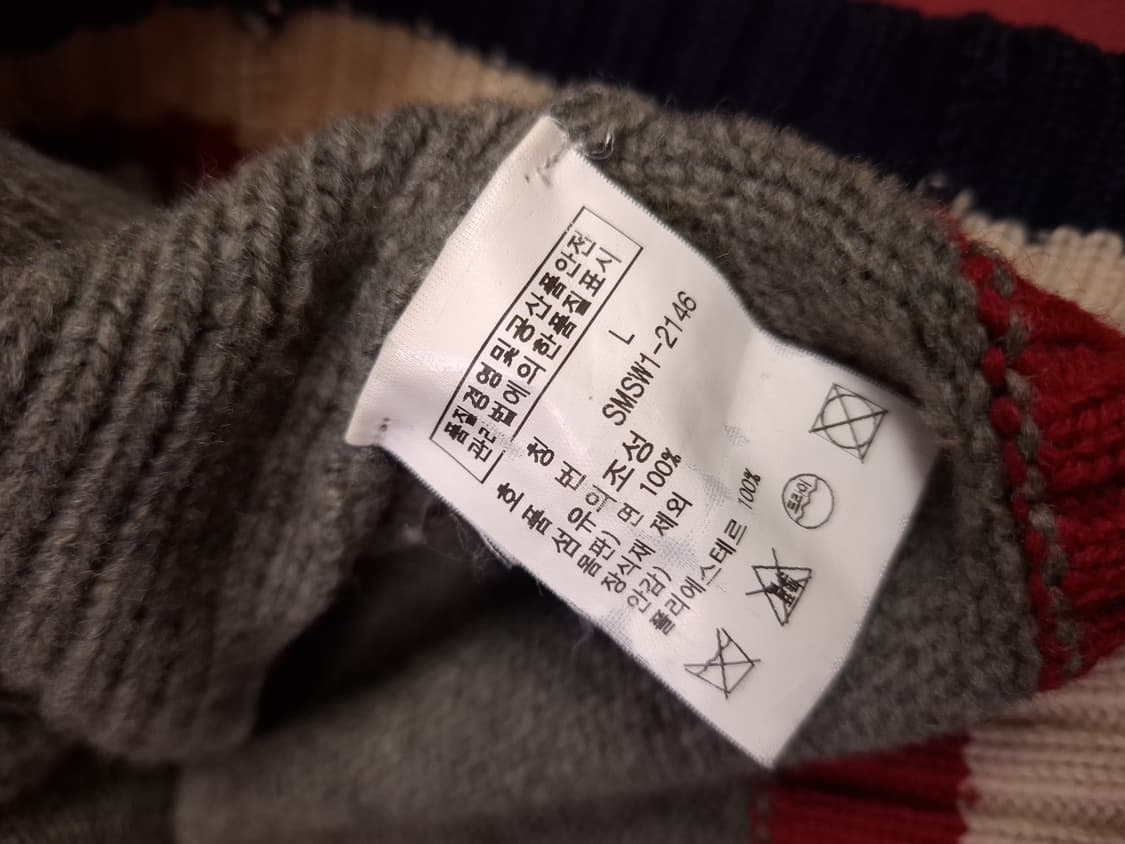 품질경영 및 공산품안전
관리법에 의한 품질표시
호 칭 L
품 번 SMSW1-2146
섬유의 조성
몸판) 면 100%
장식재 제외
안감)
폴리에스테르 100%
드라이